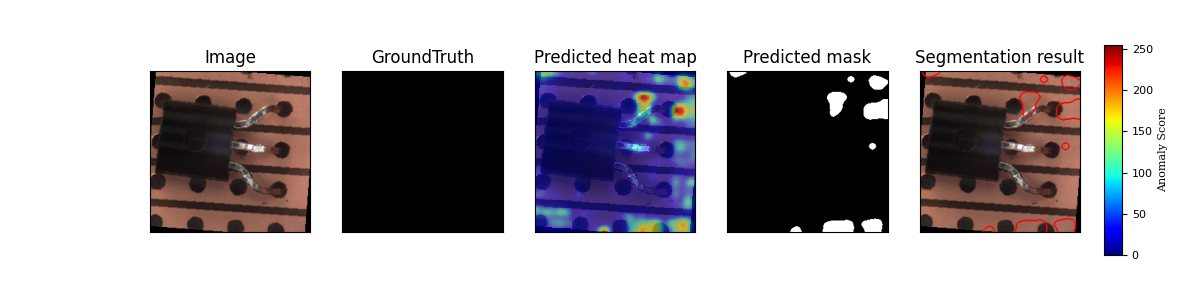 Image
GroundTruth
Predicted heat map
Predicted mask
Segmentation result
250
200
150
100
50
0
Anomaly Score